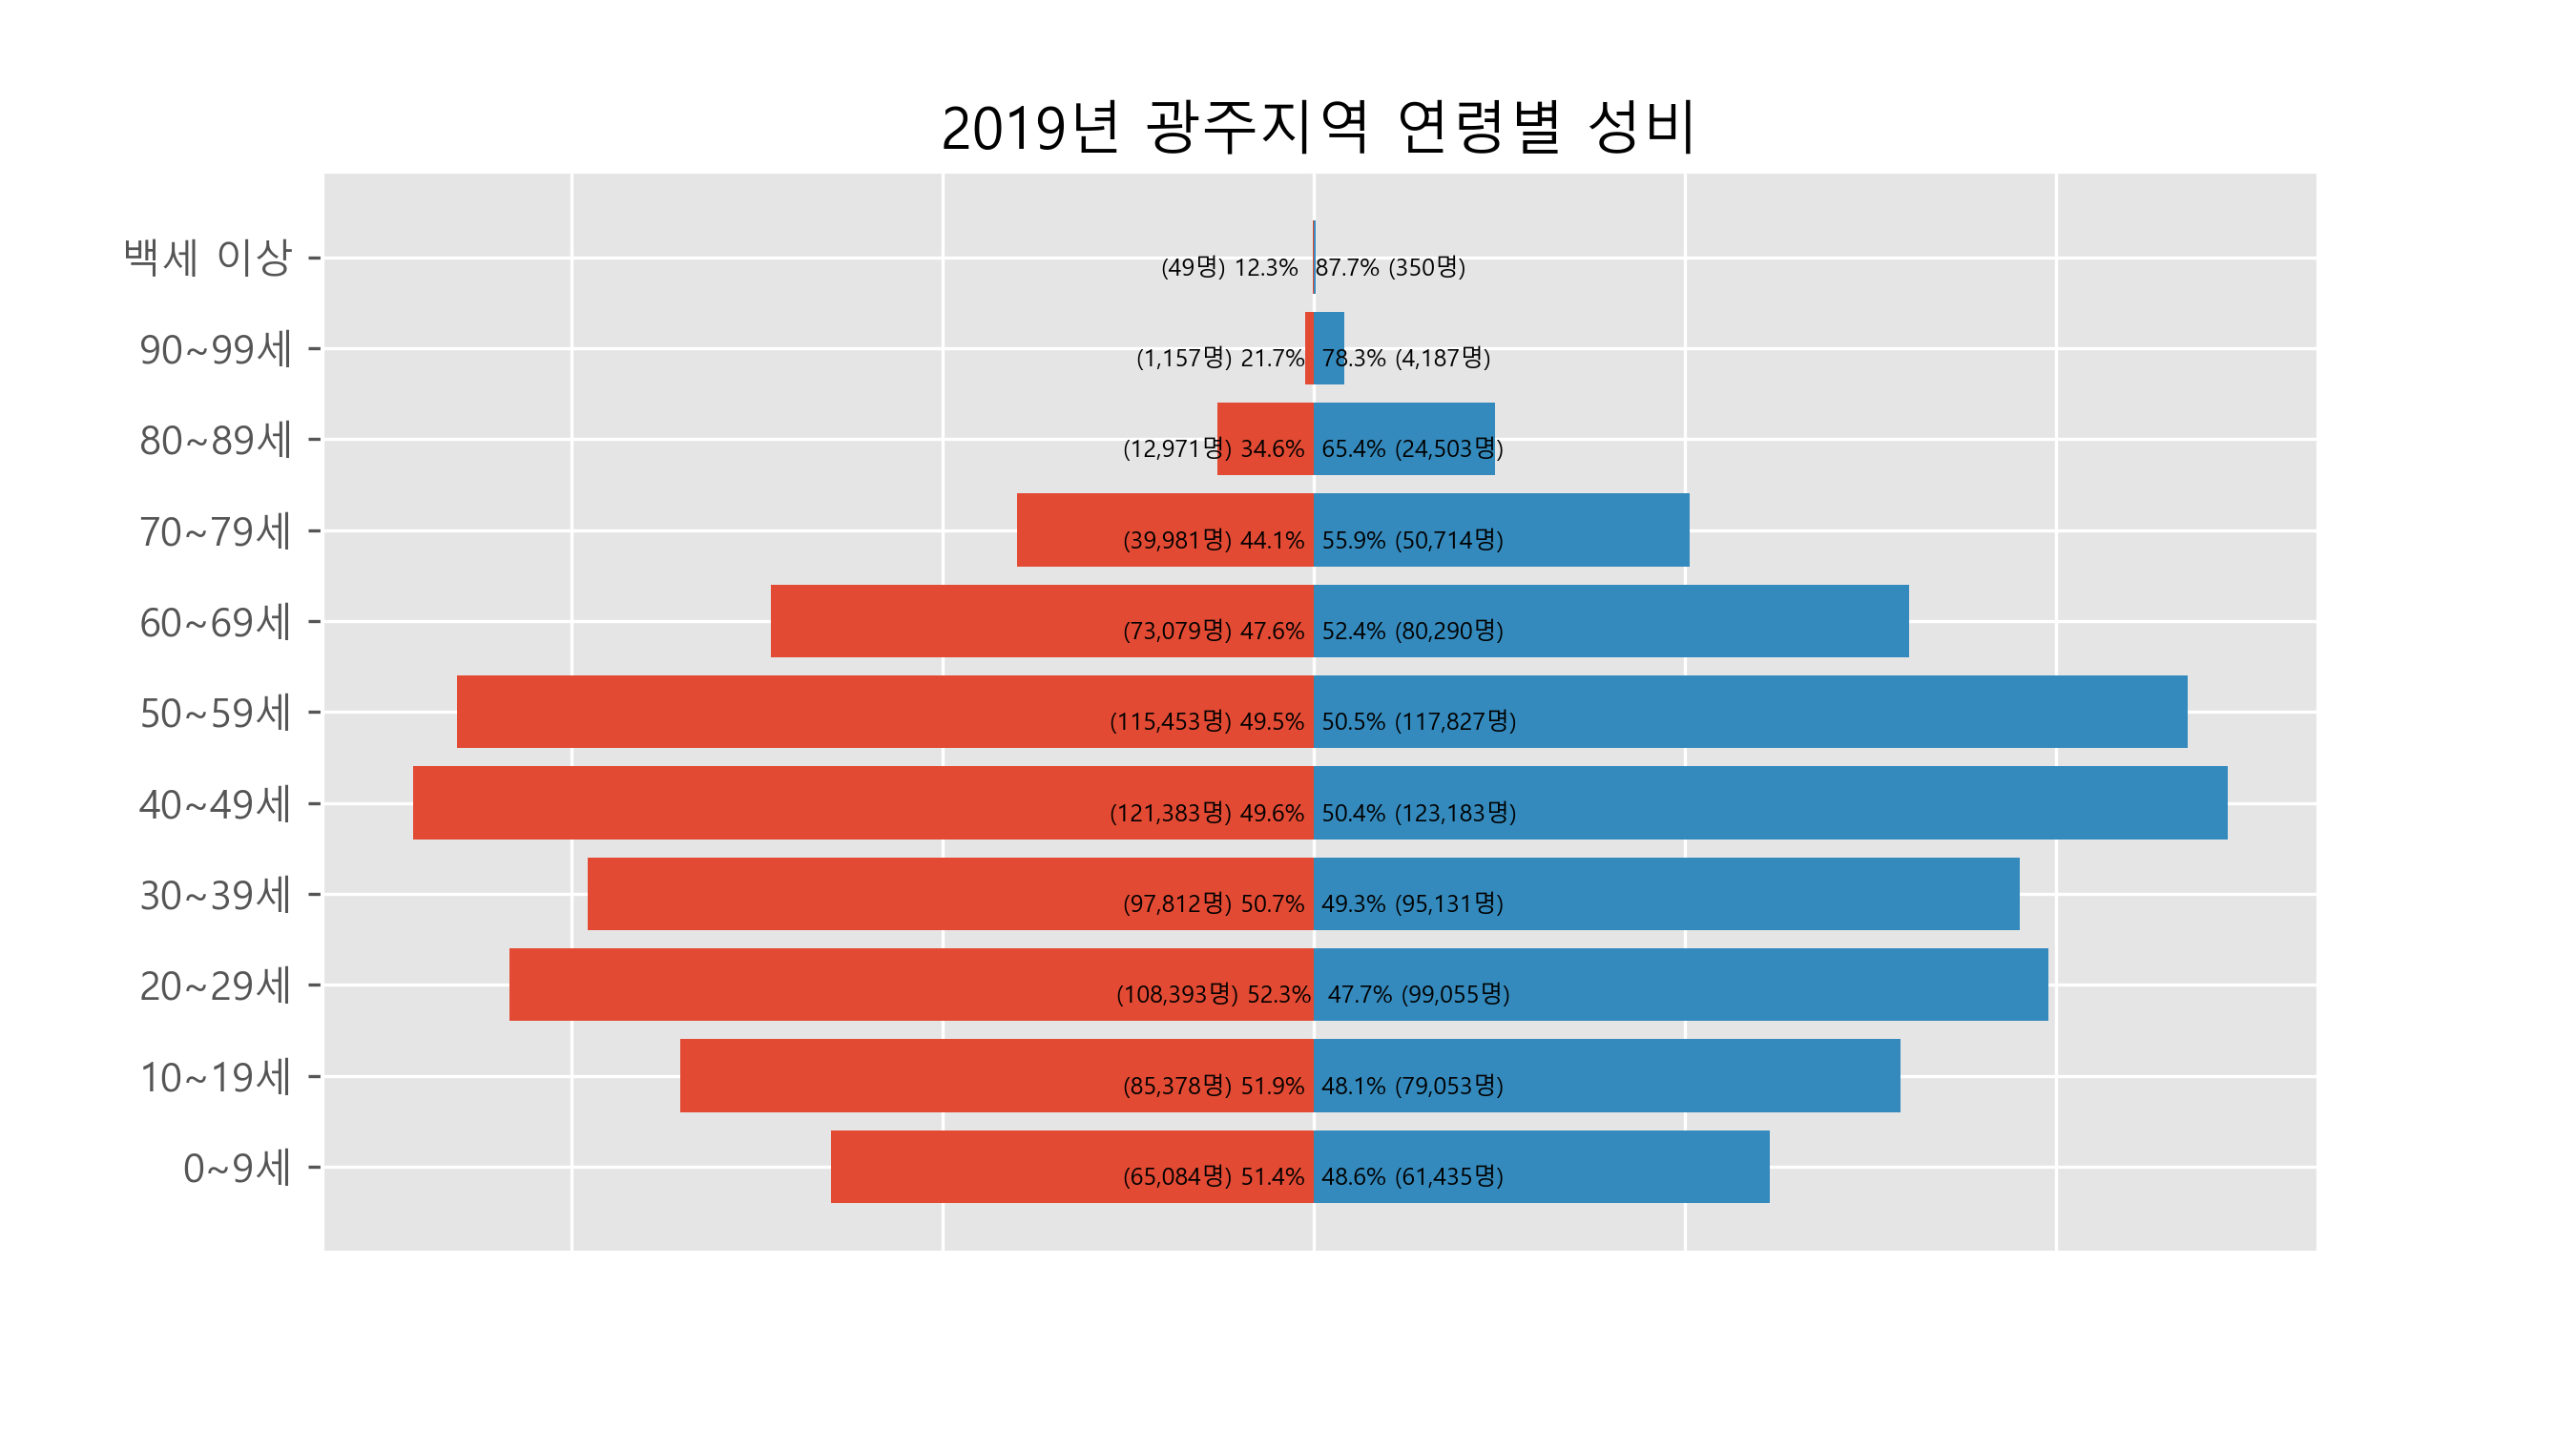 2019년 광주지역 연령별 성비
백세 이상 (49명) 12.3% 87.7% (350명)
90~99세 (1,157명) 21.7% 78.3% (4,187명)
80~89세 (12,971명) 34.6% 65.4% (24,503명)
70~79세 (39,981명) 44.1% 55.9% (50,714명)
60~69세 (73,079명) 47.6% 52.4% (80,290명)
50~59세 (115,453명) 49.5% 50.5% (117,827명)
40~49세 (121,383명) 49.6% 50.4% (123,183명)
30~39세 (97,812명) 50.7% 49.3% (95,131명)
20~29세 (108,393명) 52.3% 47.7% (99,055명)
10~19세 (85,378명) 51.9% 48.1% (79,053명)
0~9세 (65,084명) 51.4% 48.6% (61,435명)